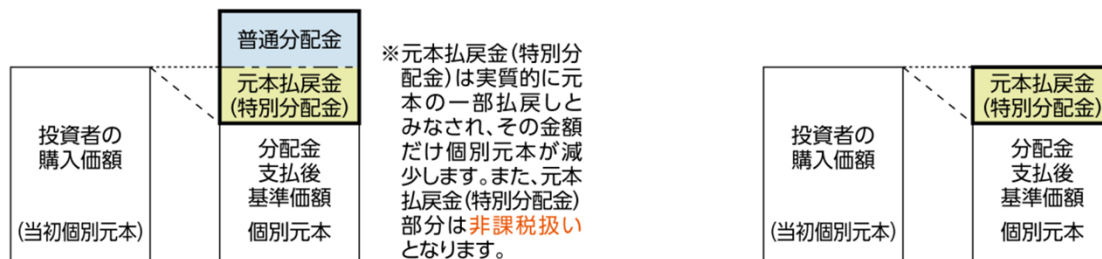 普通分配金
元本払戻金
(特別分配金)
投資者の
購入価額
(当初個別元本)
分配金
支払後
基準価額
個別元本
※元本払戻金(特別分
配金)は実質的に元
本の一部払戻しと
みなされ、その金額
だけ個別元本が減
少します。また、元本
払戻金(特別分配金)
部分は非課税扱い
となります。
投資者の
購入価額
(当初個別元本)
元本払戻金
(特別分配金)
分配金
支払後
基準価額
個別元本